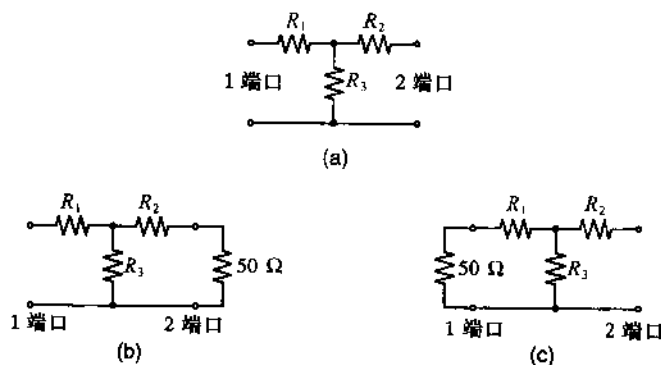 R₁ R₂
1 端口 R₃ 2 端口
(a)
R₁ R₂
R₃ 50 Ω
1 端口 2 端口
(b)
R₁ R₂
50 Ω R₃
1 端口 2 端口
(c)